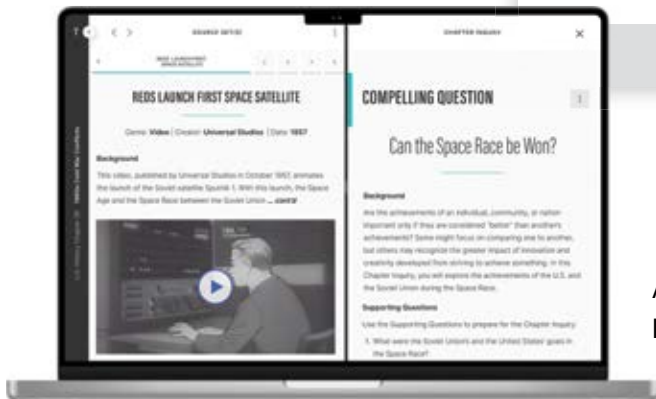 SOURCE SET(S)
REDS LAUNCH FIRST
SPACE SATELLITE
REDS LAUNCH FIRST SPACE SATELLITE
Genre: Video | Creator: Universal Studios | Date: 1957
Background
This video, published by Universal Studios in October 1957, animates
the launch of the Soviet satellite Sputnik 1. With this launch, the Space
Age and the Space Race between the Soviet Union ... cont'd
CHAPTER INQUIRY
COMPELLING QUESTION
Can the Space Race be Won?
Background
Are the achievements of an individual, community, or nation
important only if they are considered "better" than another's
achievements? Some might focus on comparing one to another,
but others may recognize the greater impact of innovation and
creativity developed from striving to achieve something. In this
Chapter Inquiry, you will explore the achievements of the U.S. and
the Soviet Union during the Space Race.
Supporting Questions
Use the Supporting Questions to prepare for the Chapter Inquiry.
1. What were the Soviet Union's and the United States' goals in
the Space Race?